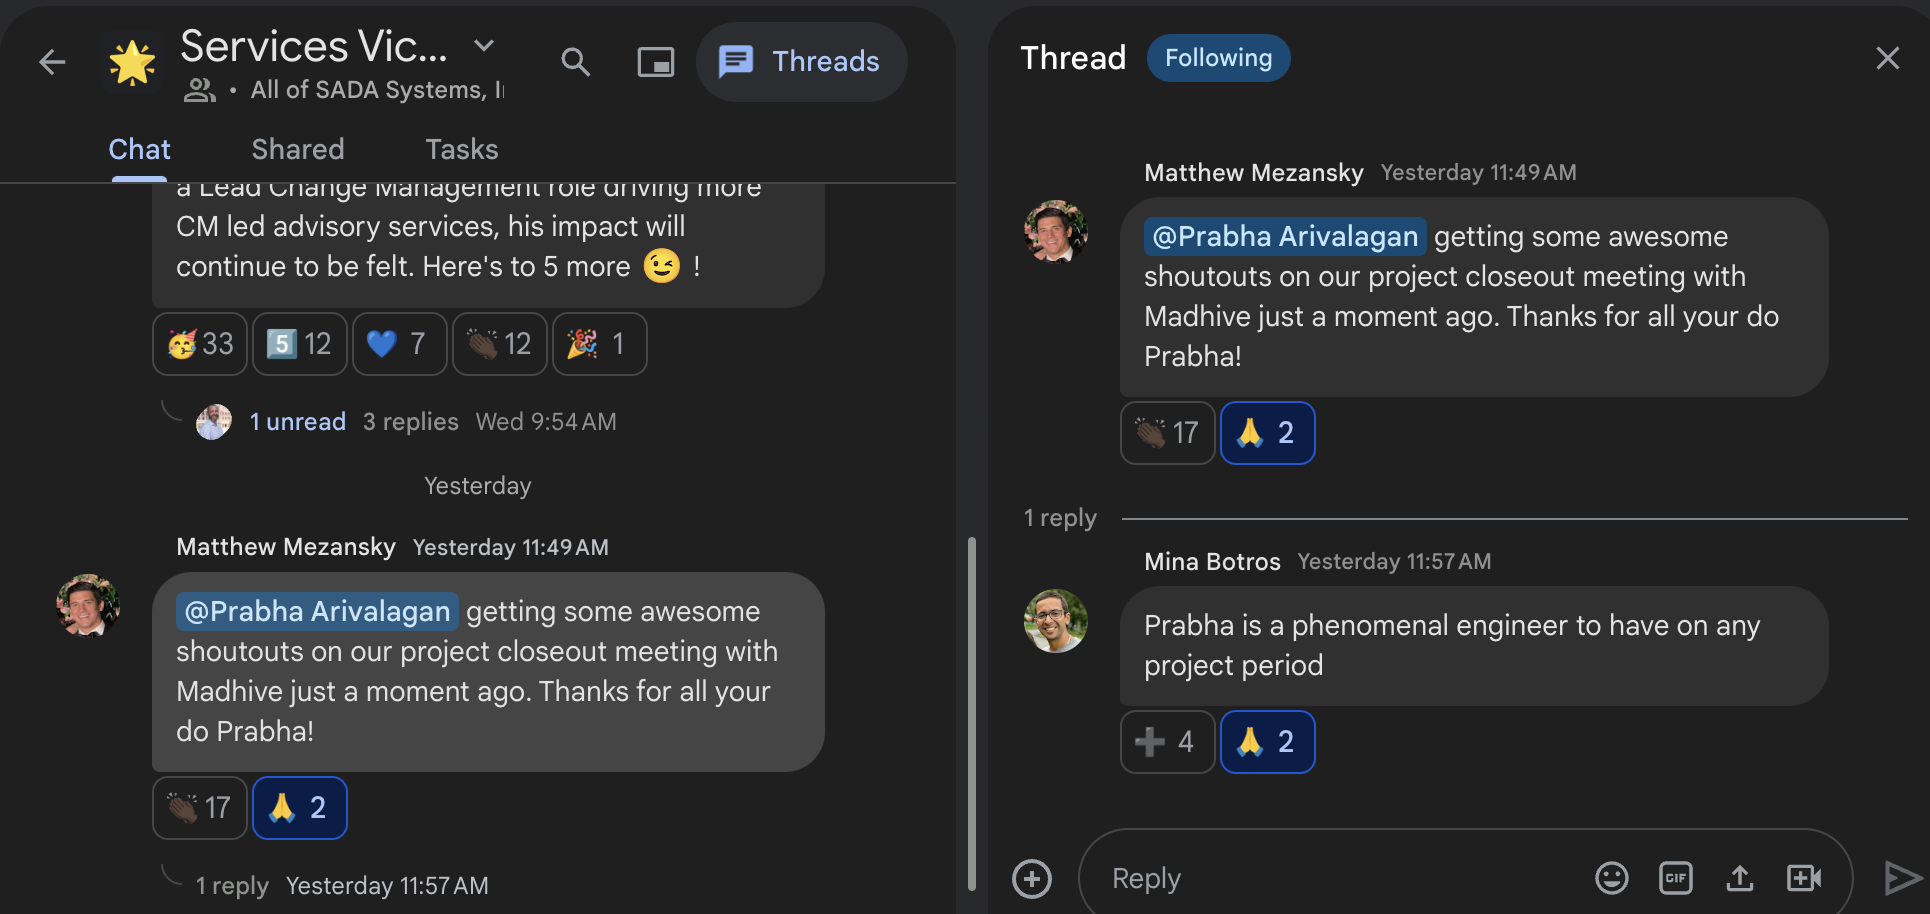 Services Vic...
Threads
• All of SADA Systems,
Chat
Shared
Tasks
a Lead Change Management role driving more
CM led advisory services, his impact will
continue to be felt. Here's to 5 more 😉 !
🥳 33
5️⃣ 12
💙 7
👏🏿 12
🎉 1
1 unread 3 replies Wed 9:54 AM
Yesterday
Matthew Mezansky Yesterday 11:49 AM
@Prabha Arivalagan getting some awesome
shoutouts on our project closeout meeting with
Madhive just a moment ago. Thanks for all your
do Prabha!
👏🏿 17
🙏 2
1 reply Yesterday 11:57 AM
Thread Following
Matthew Mezansky Yesterday 11:49 AM
@Prabha Arivalagan getting some awesome
shoutouts on our project closeout meeting with
Madhive just a moment ago. Thanks for all your do
Prabha!
👏🏿 17
🙏 2
1 reply
Mina Botros Yesterday 11:57 AM
Prabha is a phenomenal engineer to have on any
project period
➕ 4
🙏 2
Reply
GIF